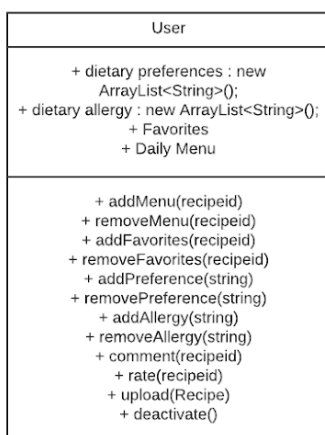 User
+ dietary preferences : new
ArrayList<String>();
+ dietary allergy : new ArrayList<String>();
+ Favorites
+ Daily Menu
+ addMenu(recipeid)
+ removeMenu(recipeid)
+ addFavorites(recipeid)
+ removeFavorites(recipeid)
+ addPreference(string)
+ removePreference(string)
+ addAllergy(string)
+ removeAllergy(string)
+ comment(recipeid)
+ rate(recipeid)
+ upload(Recipe)
+ deactivate()